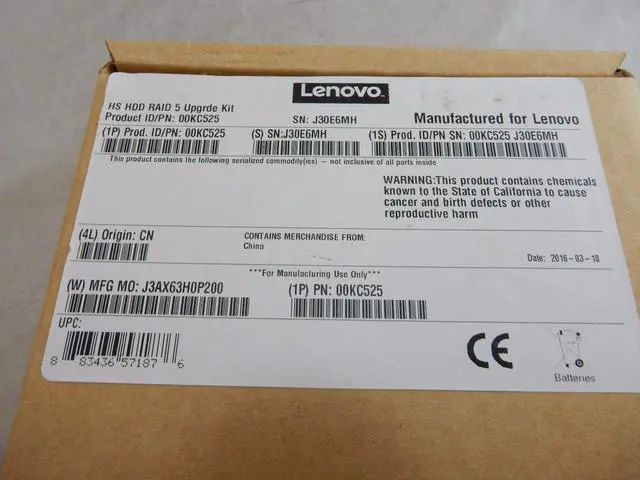 Lenovo
HS HDD RAID 5 Upgrde Kit
Product ID/PN: 00KC525
SN: J30E6MH
Manufactured for Lenovo
(1P) Prod. ID/PN: 00KC525
(S) SN:J30E6MH
(1S) Prod. ID/PN SN: 00KC525 J30E6MH
This product contains the following serialized commodity(ies) – not inclusive of all parts inside
WARNING:This product contains chemicals
known to the State of California to cause
cancer and birth defects or other
reproductive harm
(4L) Origin: CN
CONTAINS MERCHANDISE FROM:
China
Date: 2016-03-18
***For Manufacturing Use Only***
(W) MFG MO: J3AX63H0P200
(1P) PN: 00KC525
UPC:
8 83436 57187 6
CE
Batteries